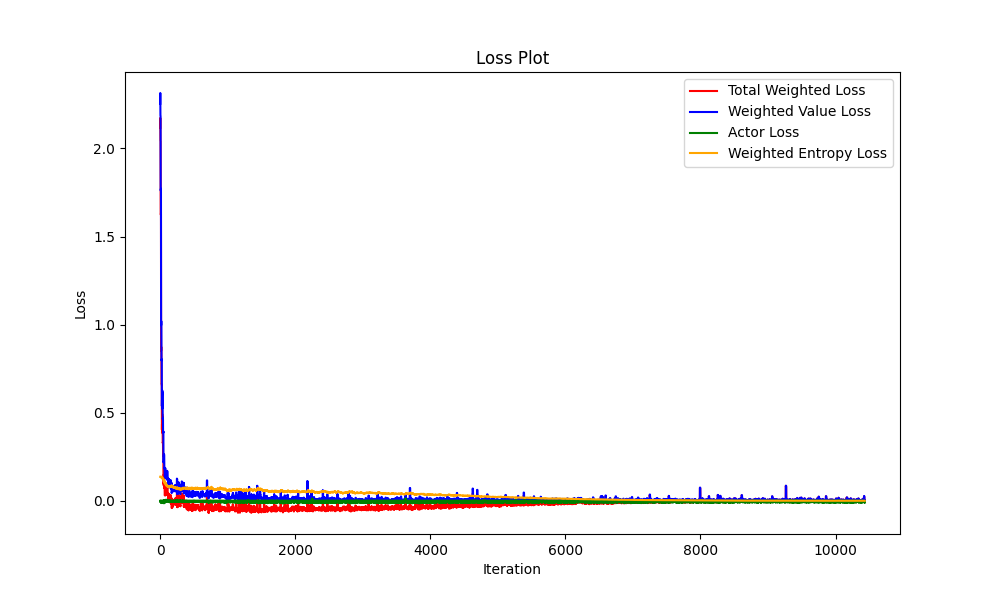 Loss Plot
Total Weighted Loss
Weighted Value Loss
Actor Loss
Weighted Entropy Loss
Loss
2.0
1.5
1.0
0.5
0.0
0 2000 4000 6000 8000 10000
Iteration